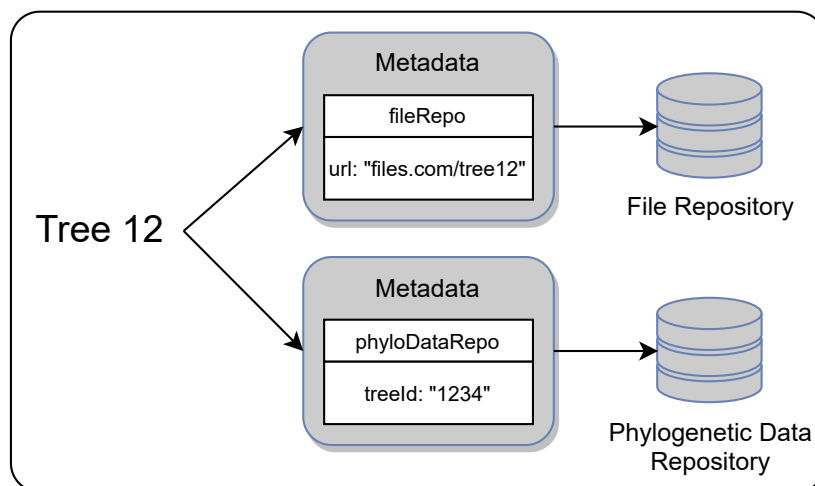 Metadata
fileRepo
url: "files.com/tree12"
File Repository
Tree 12
Metadata
phyloDataRepo
treeId: "1234"
Phylogenetic Data
Repository